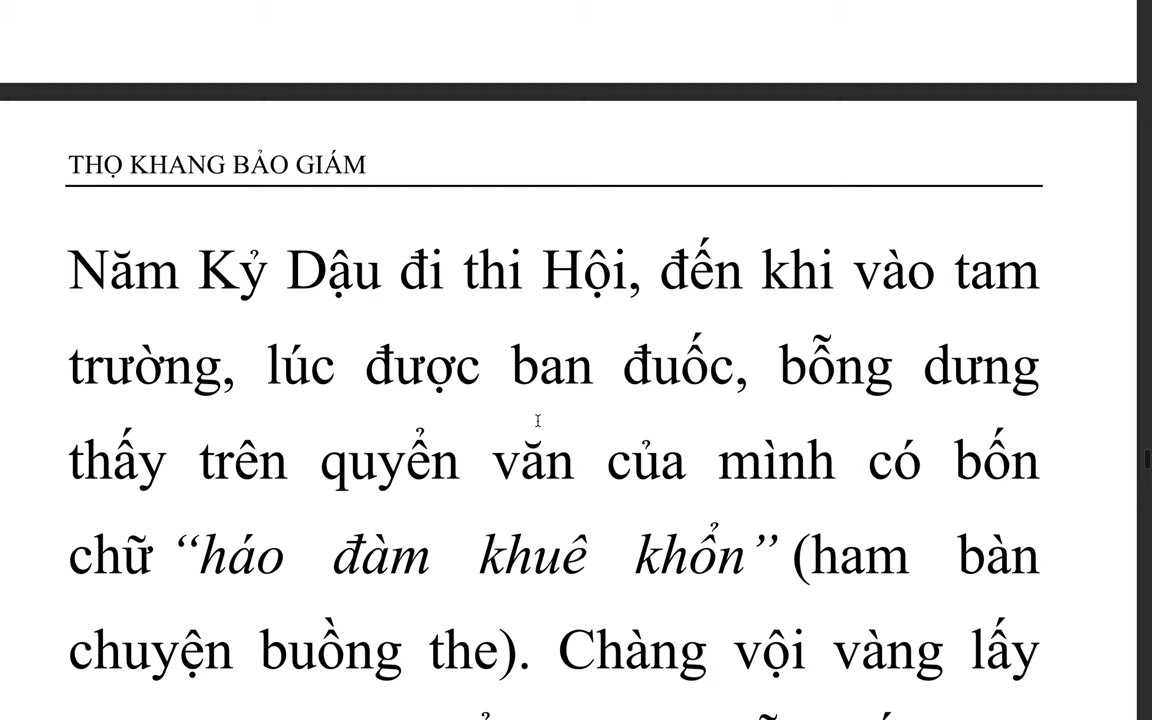 THỌ KHANG BẢO GIÁM
Năm Kỷ Dậu đi thi Hội, đến khi vào tam
trường, lúc được ban đuốc, bỗng dưng
thấy trên quyển văn của mình có bốn
chữ “háo đàm khuê khổn” (ham bàn
chuyện buồng the). Chàng vội vàng lấy